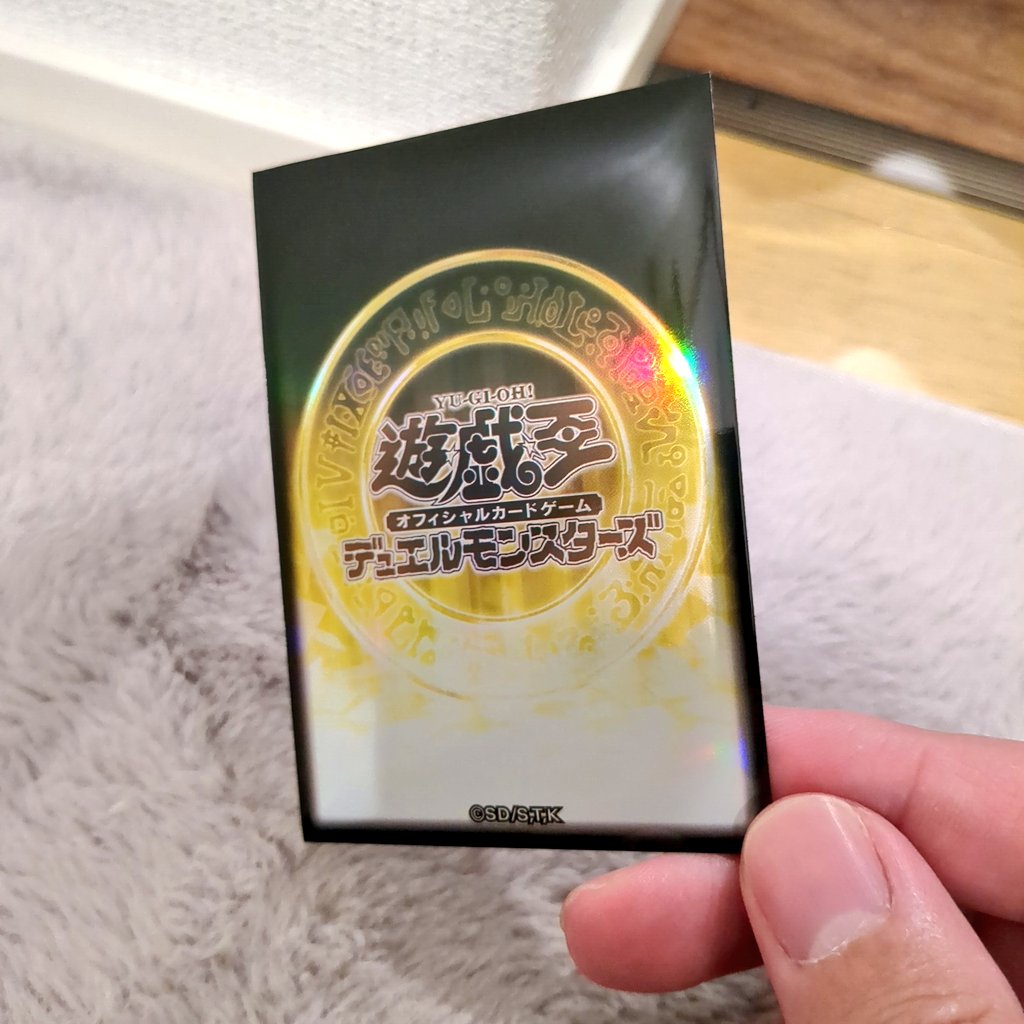 YU-GI-OH!
遊戯王
オフィシャルカードゲーム
デュエルモンスターズ
©SD/S,T,K